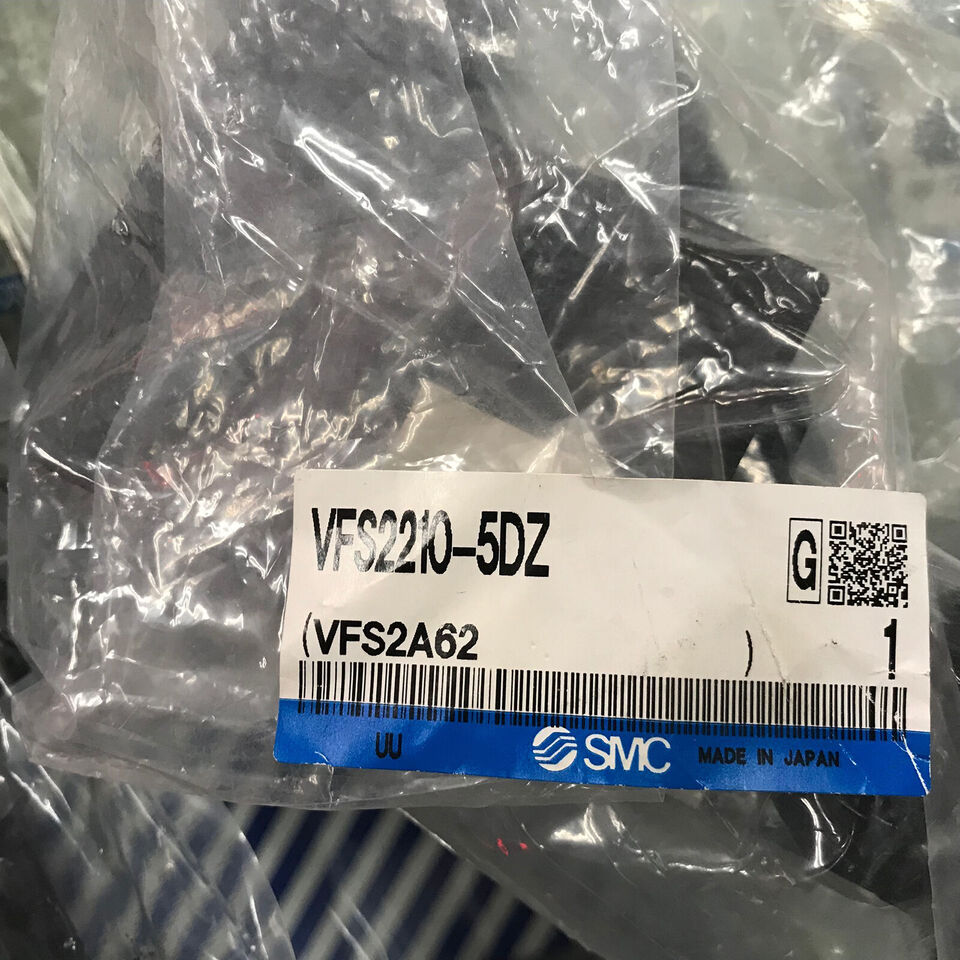 VFS2210-5DZ
G
(VFS2A62 )
1
UU SMC MADE IN JAPAN